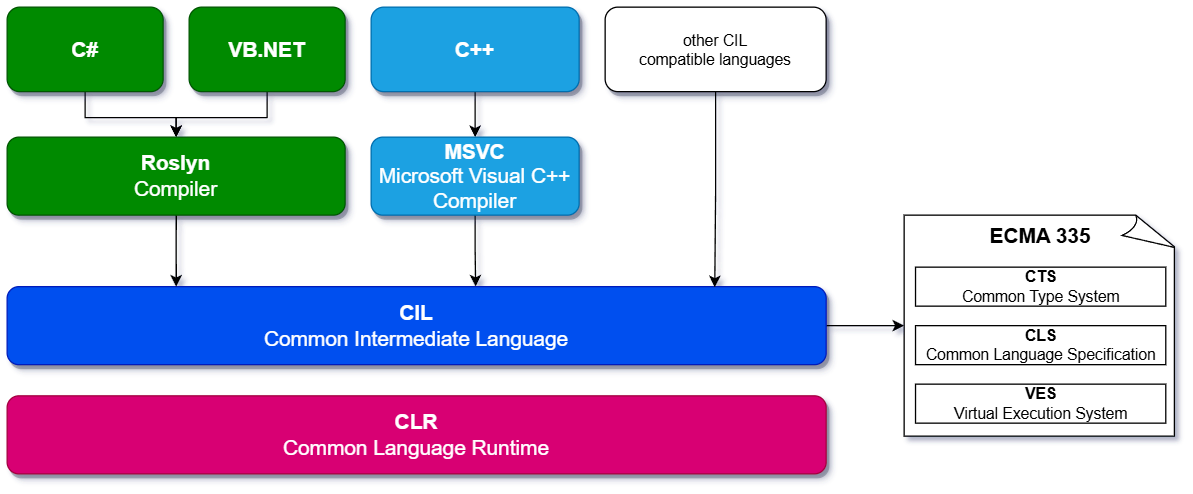 C#
VB.NET
C++
other CIL
compatible languages
Roslyn
Compiler
MSVC
Microsoft Visual C++
Compiler
CIL
Common Intermediate Language
CLR
Common Language Runtime
ECMA 335
CTS
Common Type System
CLS
Common Language Specification
VES
Virtual Execution System